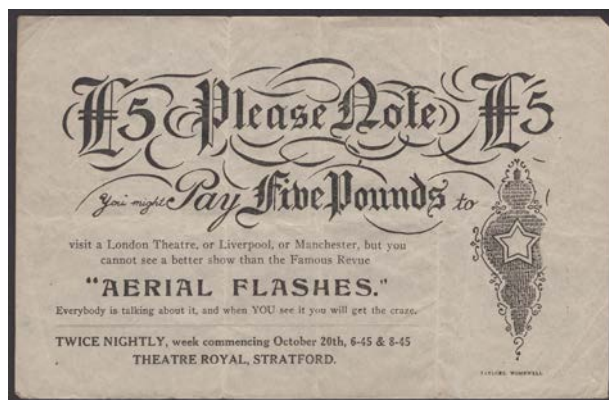 £5 Please Note £5
You might Pay Five Pounds to
visit a London Theatre, or Liverpool, or Manchester, but you
cannot see a better show than the Famous Revue
"AERIAL FLASHES."
Everybody is talking about it, and when YOU see it you will get the craze.
TWICE NIGHTLY, week commencing October 20th, 6-45 & 8-45
THEATRE ROYAL, STRATFORD.
TAYLORS, WOMBWELL